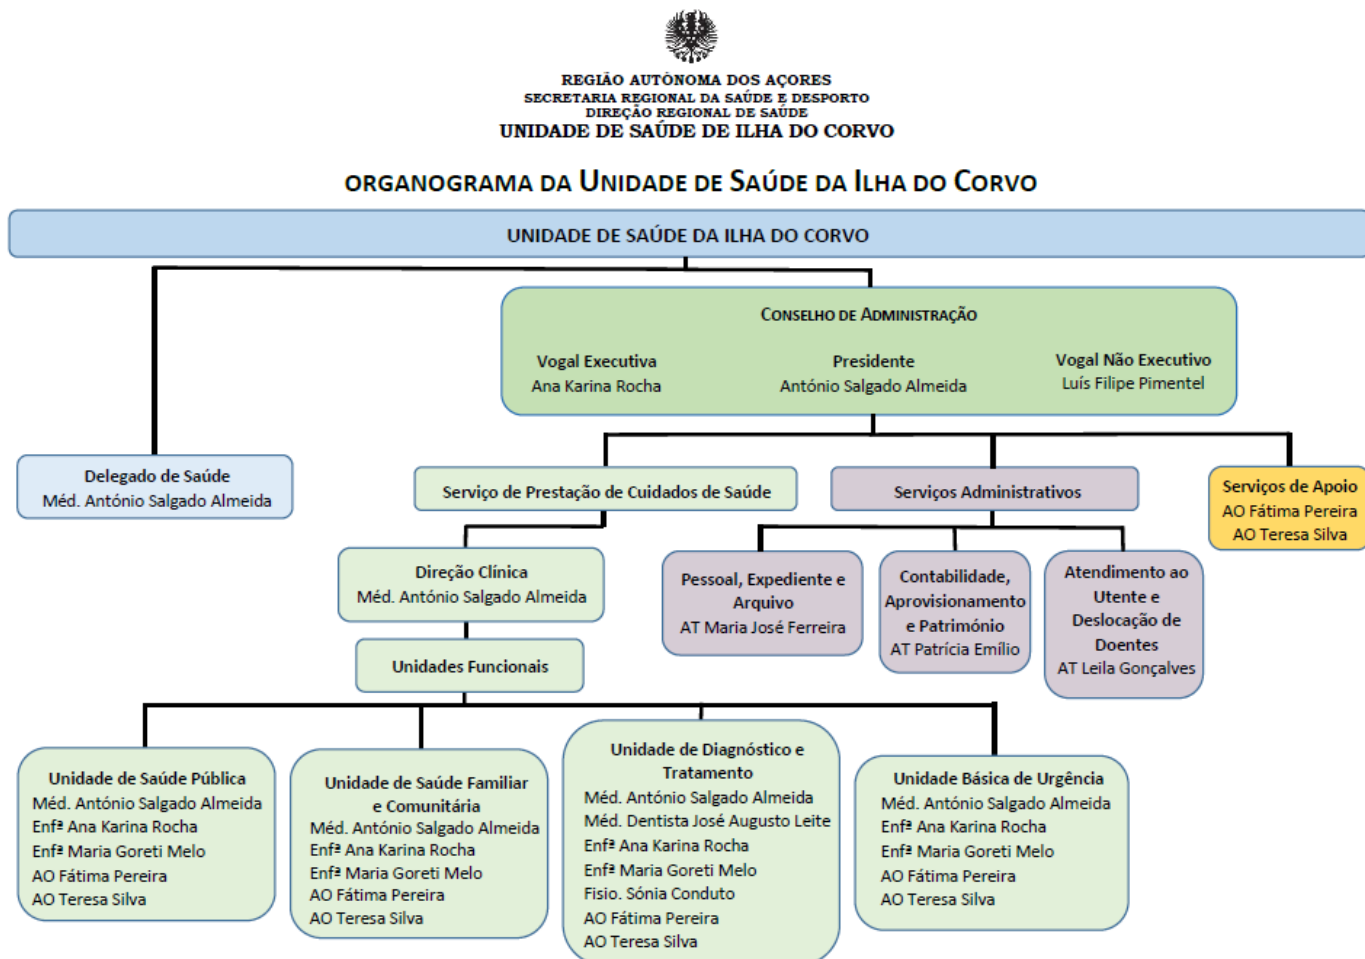 REGIÃO AUTÓNOMA DOS AÇORES
SECRETARIA REGIONAL DA SAÚDE E DESPORTO
DIREÇÃO REGIONAL DE SAÚDE
UNIDADE DE SAÚDE DE ILHA DO CORVO
ORGANOGRAMA DA UNIDADE DE SAÚDE DA ILHA DO CORVO
UNIDADE DE SAÚDE DA ILHA DO CORVO
CONSELHO DE ADMINISTRAÇÃO
Vogal Executiva
Ana Karina Rocha
Presidente
António Salgado Almeida
Vogal Não Executivo
Luís Filipe Pimentel
Delegado de Saúde
Méd. António Salgado Almeida
Serviço de Prestação de Cuidados de Saúde
Serviços Administrativos
Serviços de Apoio
AO Fátima Pereira
AO Teresa Silva
Direção Clínica
Méd. António Salgado Almeida
Pessoal, Expediente e
Arquivo
AT Maria José Ferreira
Contabilidade,
Aprovisionamento
e Património
AT Patrícia Emílio
Atendimento ao
Utente e
Deslocação de
Doentes
AT Leila Gonçalves
Unidades Funcionais
Unidade de Saúde Pública
Méd. António Salgado Almeida
Enfª Ana Karina Rocha
Enfª Maria Goreti Melo
AO Fátima Pereira
AO Teresa Silva
Unidade de Saúde Familiar
e Comunitária
Méd. António Salgado Almeida
Enfª Ana Karina Rocha
Enfª Maria Goreti Melo
AO Fátima Pereira
AO Teresa Silva
Unidade de Diagnóstico e
Tratamento
Méd. António Salgado Almeida
Méd. Dentista José Augusto Leite
Enfª Ana Karina Rocha
Enfª Maria Goreti Melo
Fisio. Sónia Conduto
AO Fátima Pereira
AO Teresa Silva
Unidade Básica de Urgência
Méd. António Salgado Almeida
Enfª Ana Karina Rocha
Enfª Maria Goreti Melo
AO Fátima Pereira
AO Teresa Silva